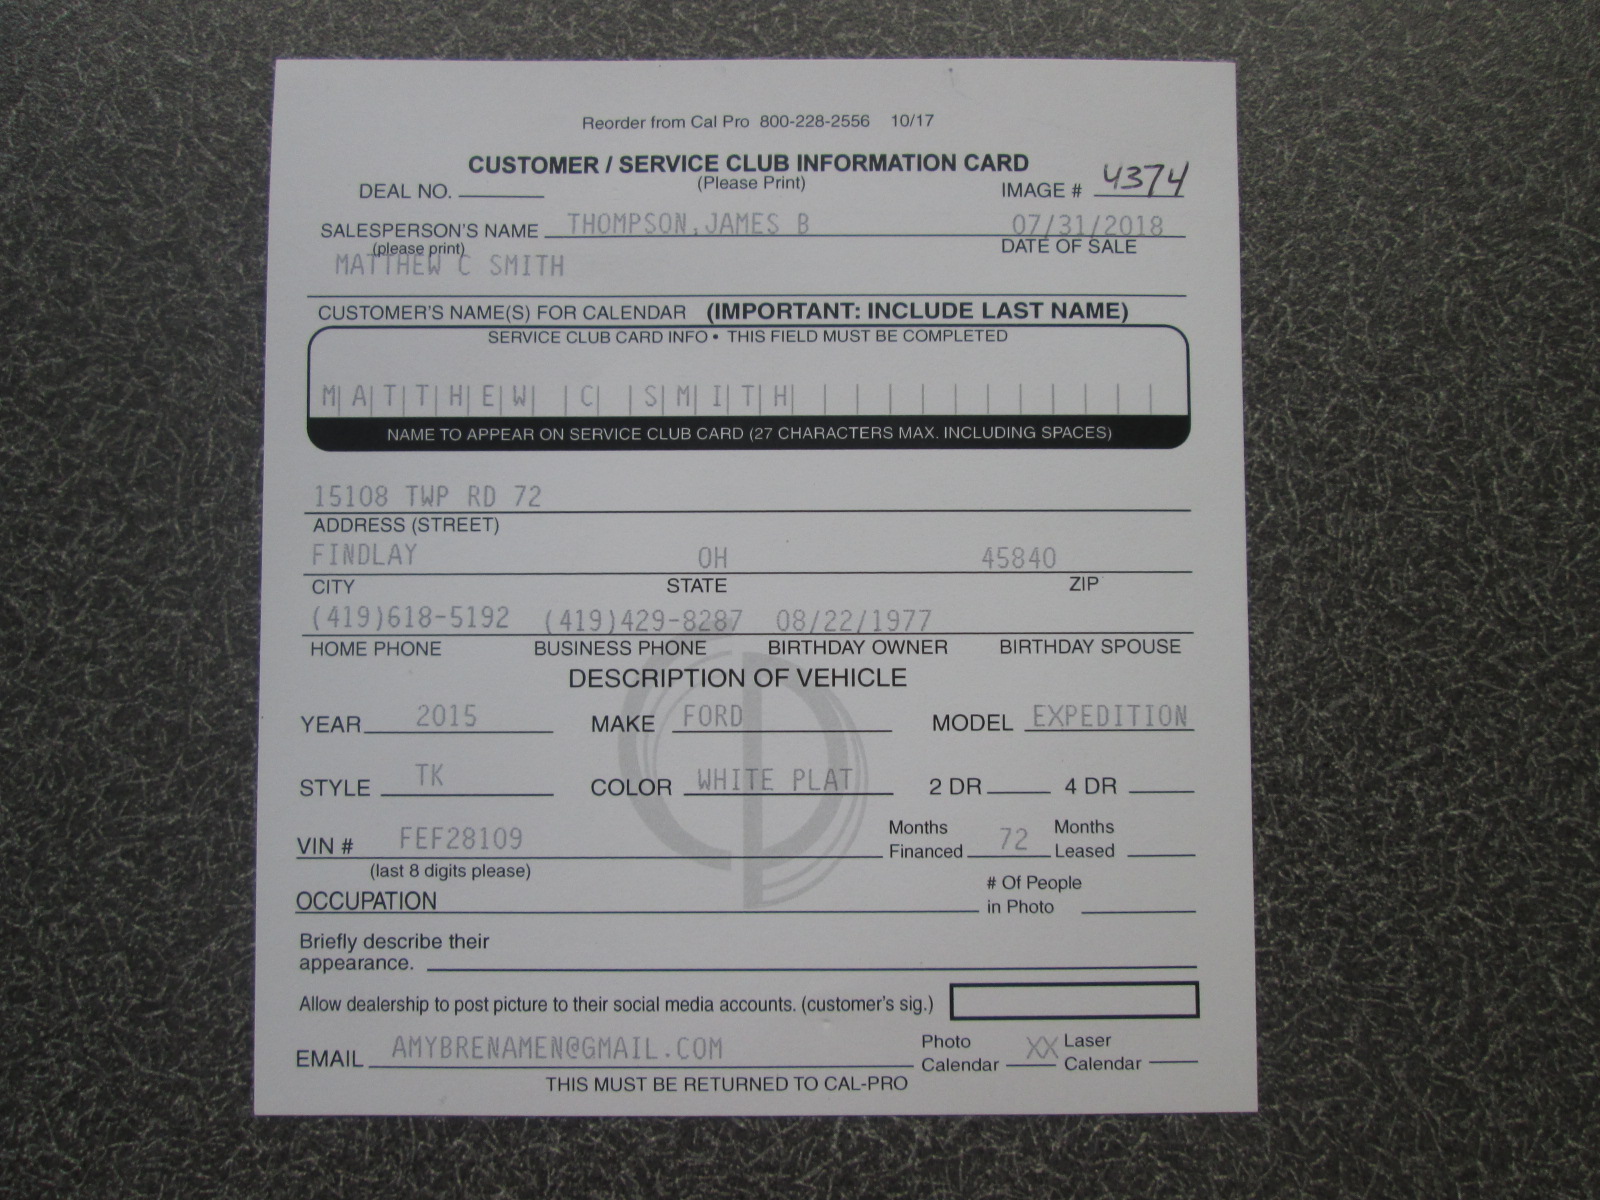 Reorder from Cal Pro 800-228-2556 10/17
CUSTOMER / SERVICE CLUB INFORMATION CARD
(Please Print)
DEAL NO. IMAGE # 4374
SALESPERSON'S NAME THOMPSON,JAMES B 07/31/2018
(please print) DATE OF SALE
MATTHEW C SMITH
CUSTOMER'S NAME(S) FOR CALENDAR (IMPORTANT: INCLUDE LAST NAME)
SERVICE CLUB CARD INFO • THIS FIELD MUST BE COMPLETED
MATTHEW C SMITH
NAME TO APPEAR ON SERVICE CLUB CARD (27 CHARACTERS MAX. INCLUDING SPACES)
15108 TWP RD 72
ADDRESS (STREET)
FINDLAY OH 45840
CITY STATE ZIP
(419)618-5192 (419)429-8287 08/22/1977
HOME PHONE BUSINESS PHONE BIRTHDAY OWNER BIRTHDAY SPOUSE
DESCRIPTION OF VEHICLE
YEAR 2015 MAKE FORD MODEL EXPEDITION
STYLE TK COLOR WHITE PLAT 2 DR 4 DR
VIN # FEF28109 Months Financed 72 Months Leased
(last 8 digits please)
OCCUPATION # Of People in Photo
Briefly describe their
appearance.
Allow dealership to post picture to their social media accounts. (customer's sig.)
EMAIL AMYBRENAMEN@GMAIL.COM Photo Calendar XX Laser Calendar
THIS MUST BE RETURNED TO CAL-PRO